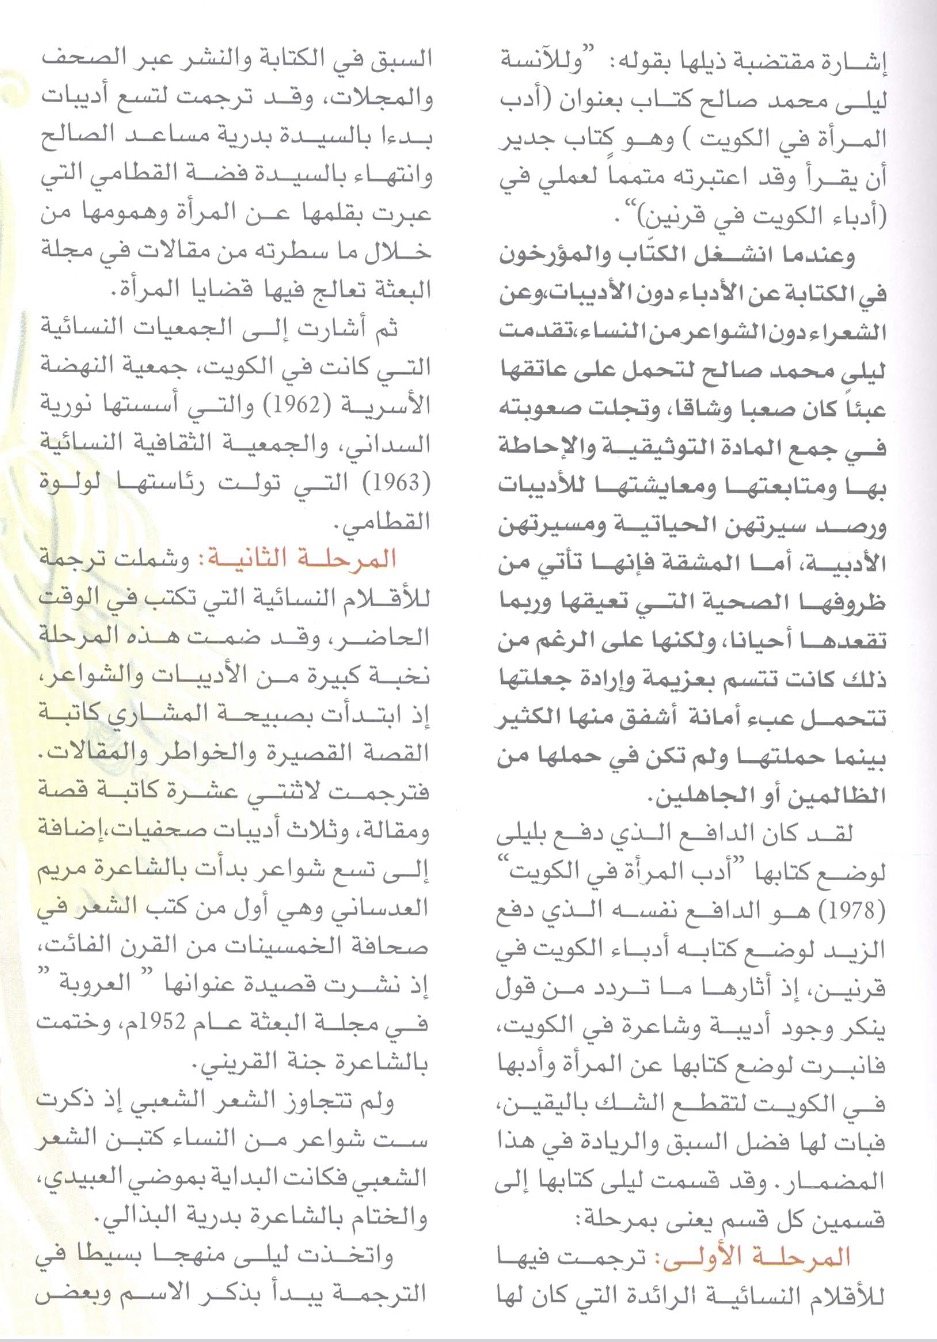 إشارة مقتضبة ذيلها بقوله: ”وللآنسة
ليلى محمد صالح كتاب بعنوان (أدب
المرأة في الكويت ) وهو كتاب جدير
أن يقرأ وقد اعتبرته متمماً لعملي في
(أدباء الكويت في قرنين)“.
وعندما انشغل الكتّاب والمؤرخون
في الكتابة عن الأدباء دون الأديبات،وعن
الشعراء دون الشواعر من النساء،تقدمت
ليلى محمد صالح لتحمل على عاتقها
عبئاً كان صعبا وشاقا، وتجلت صعوبته
في جمع المادة التوثيقية والإحاطة
بها ومتابعتها ومعايشتها للأديبات
ورصد سيرتهن الحياتية ومسيرتهن
الأدبية، أما المشقة فإنها تأتي من
ظروفها الصحية التي تعيقها وربما
تقعدها أحيانا، ولكنها على الرغم من
ذلك كانت تتسم بعزيمة وإرادة جعلتها
تتحمل عبء أمانة أشفق منها الكثير
بينما حملتها ولم تكن في حملها من
الظالمين أو الجاهلين.
لقد كان الدافع الذي دفع بليلى
لوضع كتابها ”أدب المرأة في الكويت“
(1978) هو الدافع نفسه الذي دفع
الزيد لوضع كتابه أدباء الكويت في
قرنين، إذ أثارها ما تردد من قول
ينكر وجود أديبة وشاعرة في الكويت،
فانبرت لوضع كتابها عن المرأة وأدبها
في الكويت لتقطع الشك باليقين،
فبات لها فضل السبق والريادة في هذا
المضمار. وقد قسمت ليلى كتابها إلى
قسمين كل قسم يعنى بمرحلة:
المرحلة الأولى: ترجمت فيها
للأقلام النسائية الرائدة التي كان لها
السبق في الكتابة والنشر عبر الصحف
والمجلات، وقد ترجمت لتسع أديبات
بدءا بالسيدة بدرية مساعد الصالح
وانتهاء بالسيدة فضة القطامي التي
عبرت بقلمها عن المرأة وهمومها من
خلال ما سطرته من مقالات في مجلة
البعثة تعالج فيها قضايا المرأة.
ثم أشارت إلى الجمعيات النسائية
التي كانت في الكويت، جمعية النهضة
الأسرية (1962) والتي أسستها نورية
السداني، والجمعية الثقافية النسائية
(1963) التي تولت رئاستها لولوة
القطامي.
المرحلة الثانية: وشملت ترجمة
للأقلام النسائية التي تكتب في الوقت
الحاضر، وقد ضمت هذه المرحلة
نخبة كبيرة من الأديبات والشواعر،
إذ ابتدأت بصبيحة المشاري كاتبة
القصة القصيرة والخواطر والمقالات.
فترجمت لاثنتي عشرة كاتبة قصة
ومقالة، وثلاث أديبات صحفيات،إضافة
إلى تسع شواعر بدأت بالشاعرة مريم
العدساني وهي أول من كتب الشعر في
صحافة الخمسينات من القرن الفائت،
إذ نشرت قصيدة عنوانها ” العروبة ”
في مجلة البعثة عام 1952م، وختمت
بالشاعرة جنة القريني.
ولم تتجاوز الشعر الشعبي إذ ذكرت
ست شواعر من النساء كتبن الشعر
الشعبي فكانت البداية بموضي العبيدي،
والختام بالشاعرة بدرية البذالي.
واتخذت ليلى منهجا بسيطا في
الترجمة يبدأ بذكر الاسم وبعض